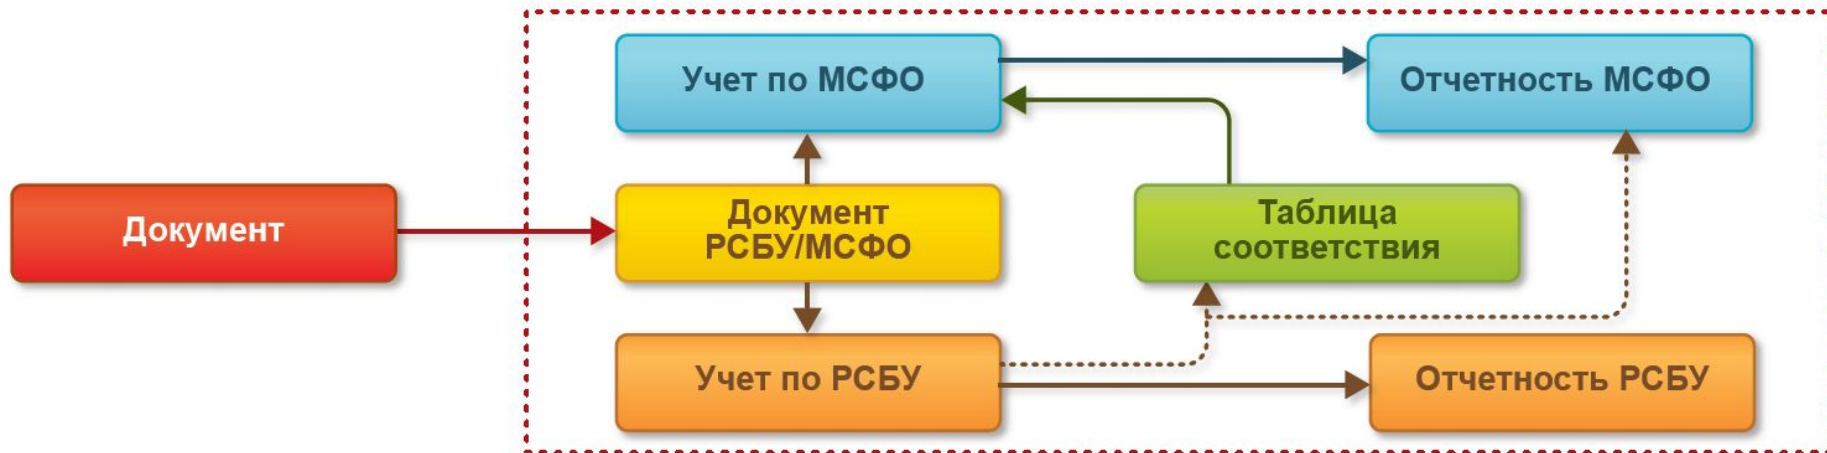 Учет по МСФО
Отчетность МСФО
Документ
Документ
РСБУ/МСФО
Таблица
соответствия
Учет по РСБУ
Отчетность РСБУ